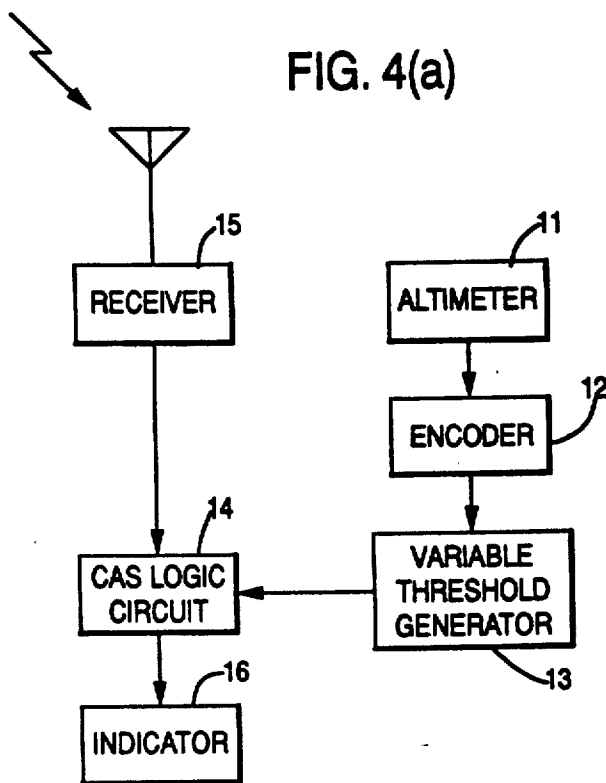 FIG. 4(a)
15
RECEIVER
11
ALTIMETER
12
ENCODER
14
CAS LOGIC
CIRCUIT
VARIABLE
THRESHOLD
GENERATOR
13
16
INDICATOR